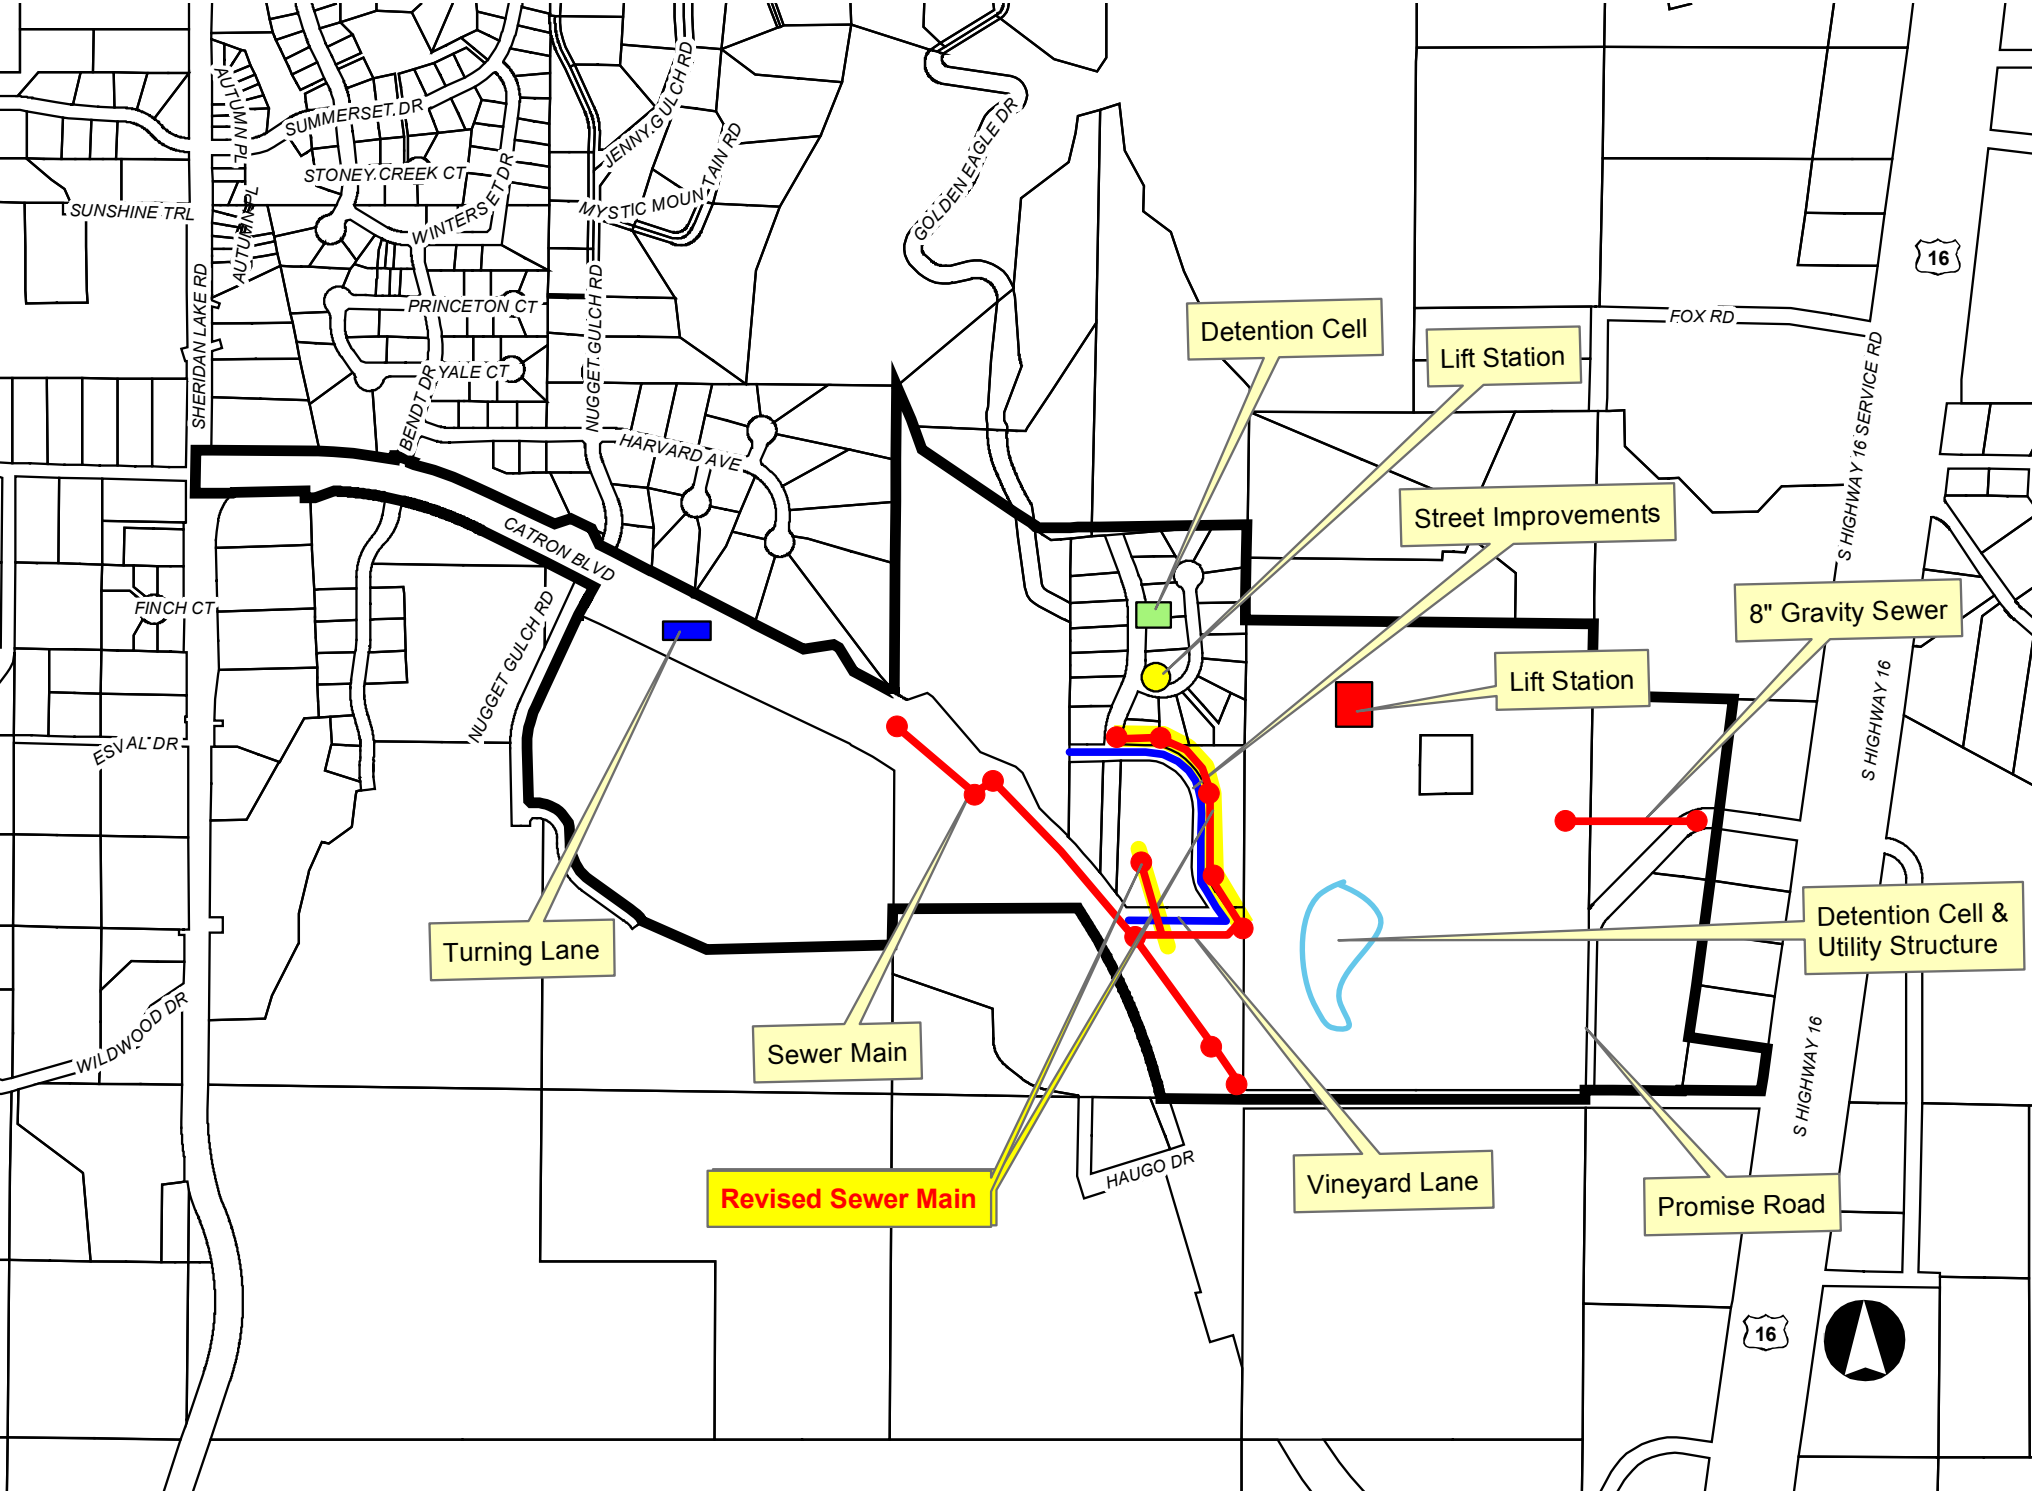 AUTUMN PL
SUMMERSET DR
JENNY GULCH RD
GOLDEN EAGLE DR
STONEY CREEK CT
MYSTIC MOUNTAIN RD
WINTERSET DR
SUNSHINE TRL
AUTUMN PL
16
SHERIDAN LAKE RD
PRINCETON CT
NUGGET GULCH RD
FOX RD
Detention Cell
Lift Station
YALE CT
BENDT DR
S HIGHWAY 16 SERVICE RD
HARVARD AVE
Street Improvements
CATRON BLVD
FINCH CT
NUGGET GULCH RD
8" Gravity Sewer
Lift Station
S HIGHWAY 16
ESVAL DR
Turning Lane
Detention Cell &
Utility Structure
WILDWOOD DR
Sewer Main
S HIGHWAY 16
HAUGO DR
Revised Sewer Main
Vineyard Lane
Promise Road
16